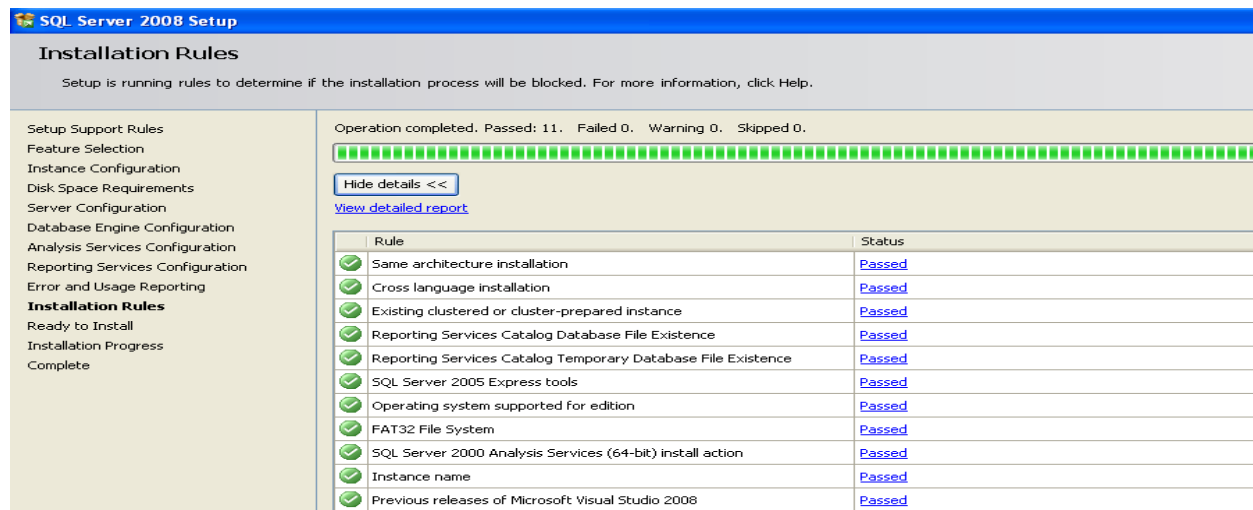 SQL Server 2008 Setup
Installation Rules
Setup is running rules to determine if the installation process will be blocked. For more information, click Help.
Setup Support Rules
Feature Selection
Instance Configuration
Disk Space Requirements
Server Configuration
Database Engine Configuration
Analysis Services Configuration
Reporting Services Configuration
Error and Usage Reporting
Installation Rules
Ready to Install
Installation Progress
Complete
Operation completed. Passed: 11. Failed 0. Warning 0. Skipped 0.
Hide details <<
View detailed report
Rule Status
Same architecture installation Passed
Cross language installation Passed
Existing clustered or cluster-prepared instance Passed
Reporting Services Catalog Database File Existence Passed
Reporting Services Catalog Temporary Database File Existence Passed
SQL Server 2005 Express tools Passed
Operating system supported for edition Passed
FAT32 File System Passed
SQL Server 2000 Analysis Services (64-bit) install action Passed
Instance name Passed
Previous releases of Microsoft Visual Studio 2008 Passed